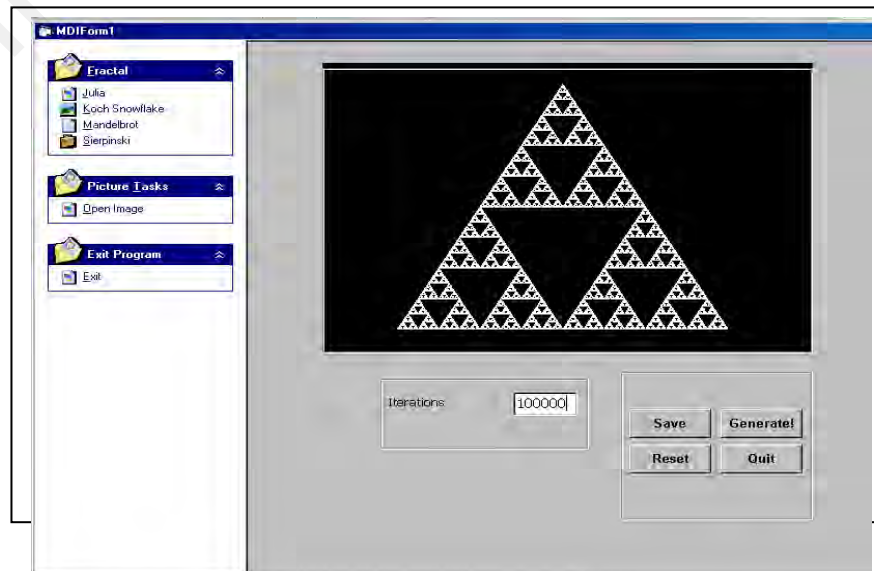 MDIForm1
Fractal
Julia
Koch Snowflake
Mandelbrot
Sierpinski
Picture Tasks
Open Image
Exit Program
Exit
Iterations
100000
Save
Generate!
Reset
Quit